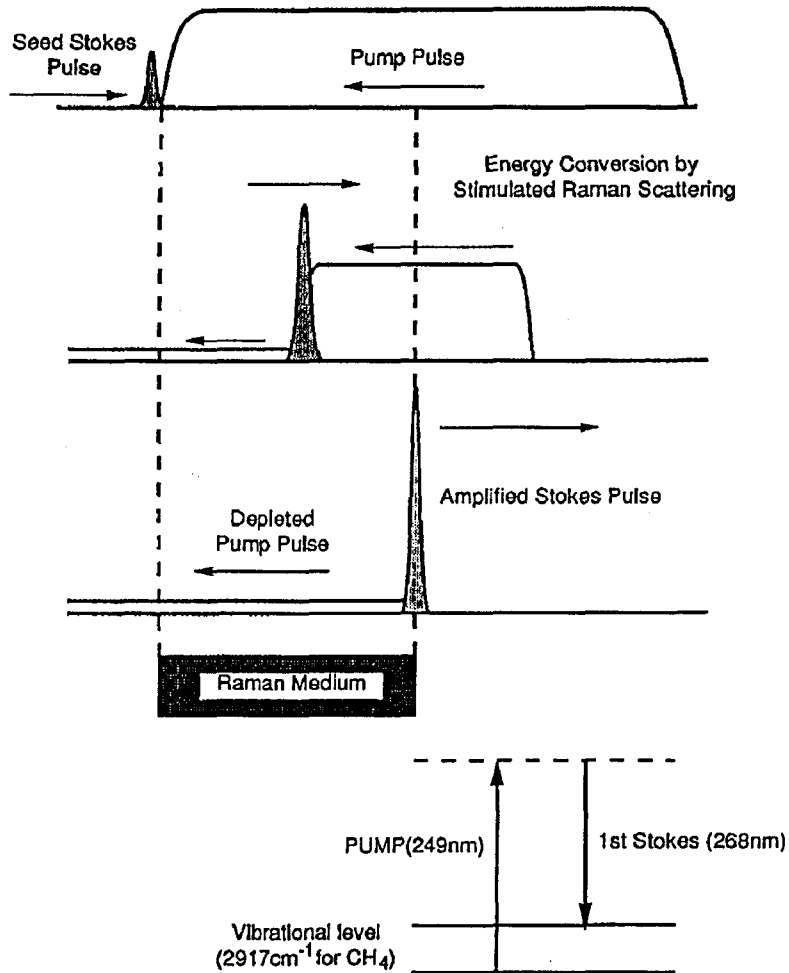 Seed Stokes
Pulse
Pump Pulse
Energy Conversion by
Stimulated Raman Scattering
Amplified Stokes Pulse
Depleted
Pump Pulse
Raman Medium
PUMP(249nm)
1st Stokes (268nm)
Vibrational level
(2917cm⁻¹ for CH₄)